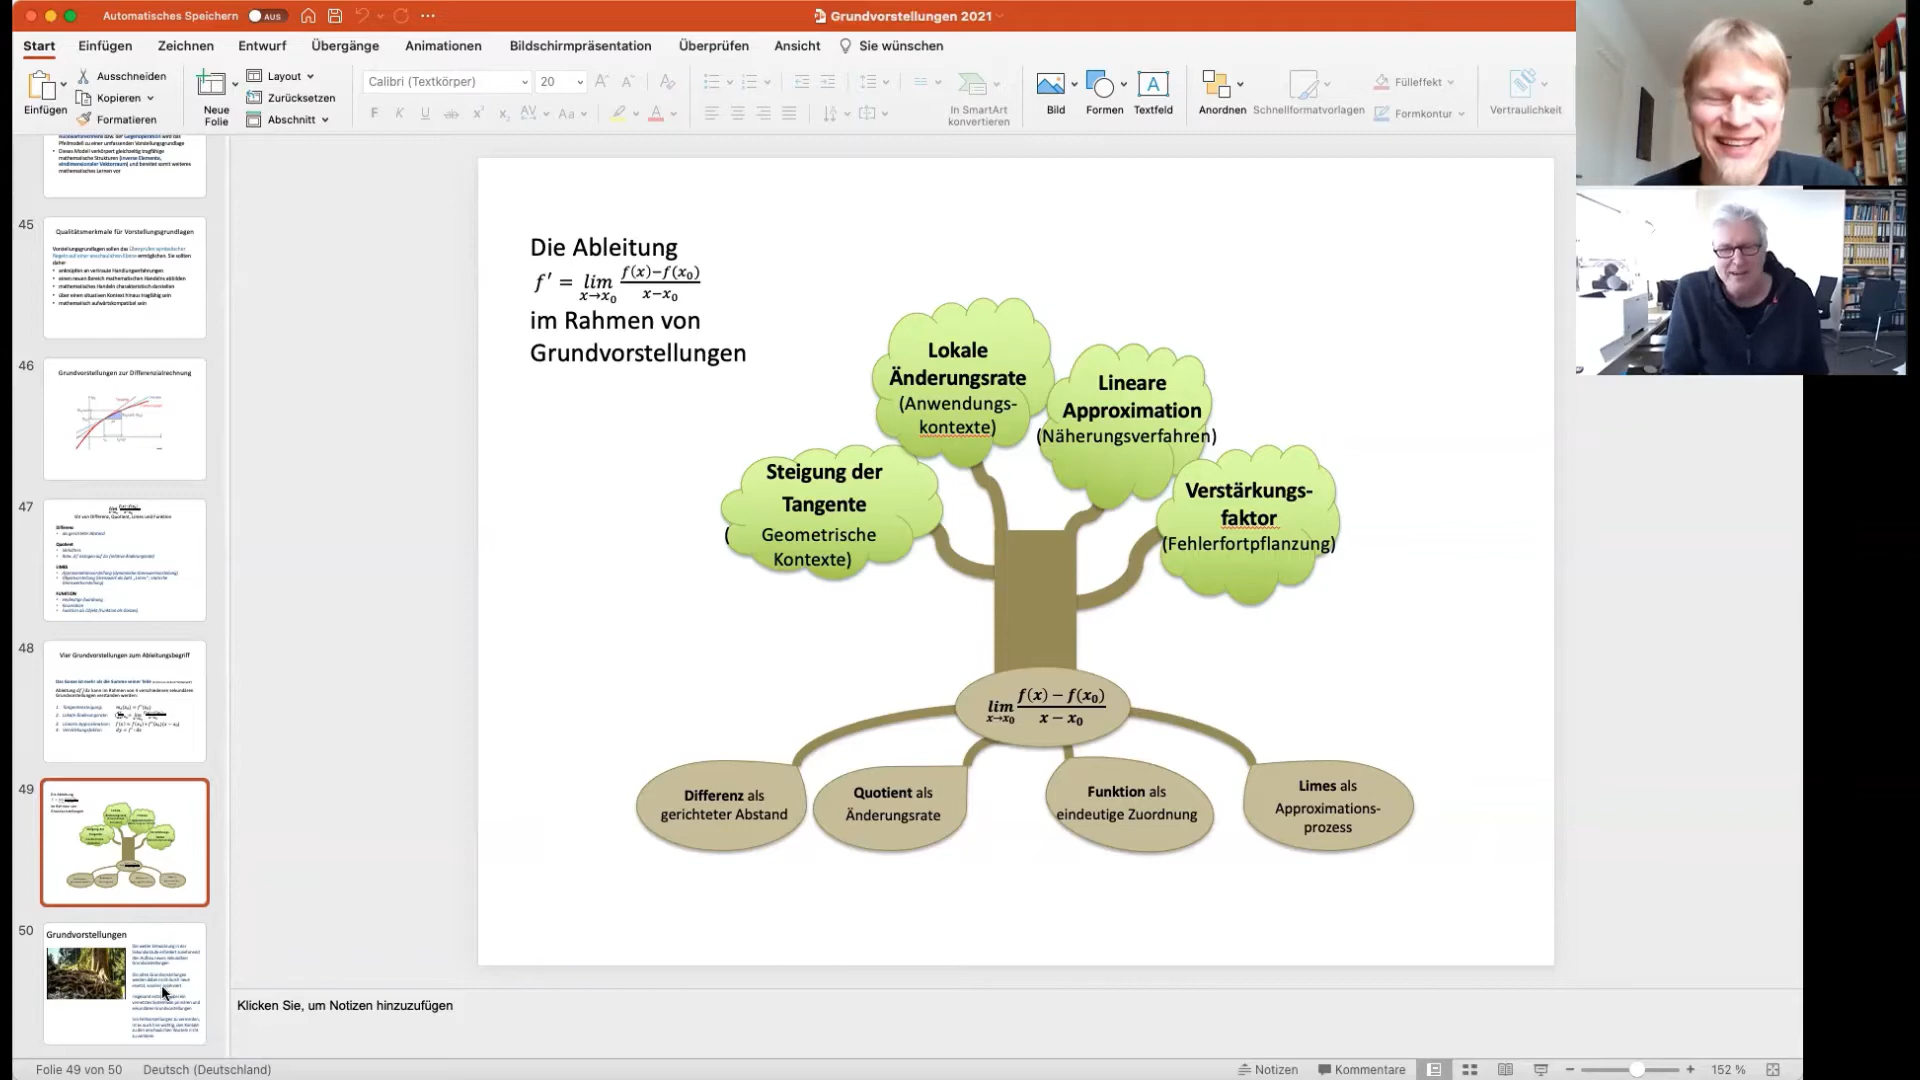 Automatisches Speichern AUS
Grundvorstellungen 2021
Start Einfügen Zeichnen Entwurf Übergänge Animationen Bildschirmpräsentation Überprüfen Ansicht Sie wünschen
Einfügen
Ausschneiden
Kopieren
Formatieren
Neue
Folie
Layout
Zurücksetzen
Abschnitt
Calibri (Textkörper) 20
F K U ab
In SmartArt
konvertieren
Bild
Formen
Textfeld
Anordnen
Schnellformatvorlagen
Fülleffekt
Formkontur
Vertraulichkeit
45
Qualitätsmerkmale für Vorstellungsgrundlagen
46
Grundvorstellungen zur Differenzialrechnung
47
48
Vier Grundvorstellungen zum Ableitungsbegriff
49
50
Grundvorstellungen
Die Ableitung
f' = lim x→x₀ (f(x)−f(x₀))/(x−x₀)
im Rahmen von
Grundvorstellungen
Lokale
Änderungsrate
(Anwendungs-
kontexte)
Lineare
Approximation
(Näherungsverfahren)
Steigung der
Tangente
( Geometrische
Kontexte)
Verstärkungs-
faktor
(Fehlerfortpflanzung)
lim x→x₀ (f(x) − f(x₀))/(x − x₀)
Differenz als
gerichteter Abstand
Quotient als
Änderungsrate
Funktion als
eindeutige Zuordnung
Limes als
Approximations-
prozess
Klicken Sie, um Notizen hinzuzufügen
Folie 49 von 50 Deutsch (Deutschland) Notizen Kommentare 152 %